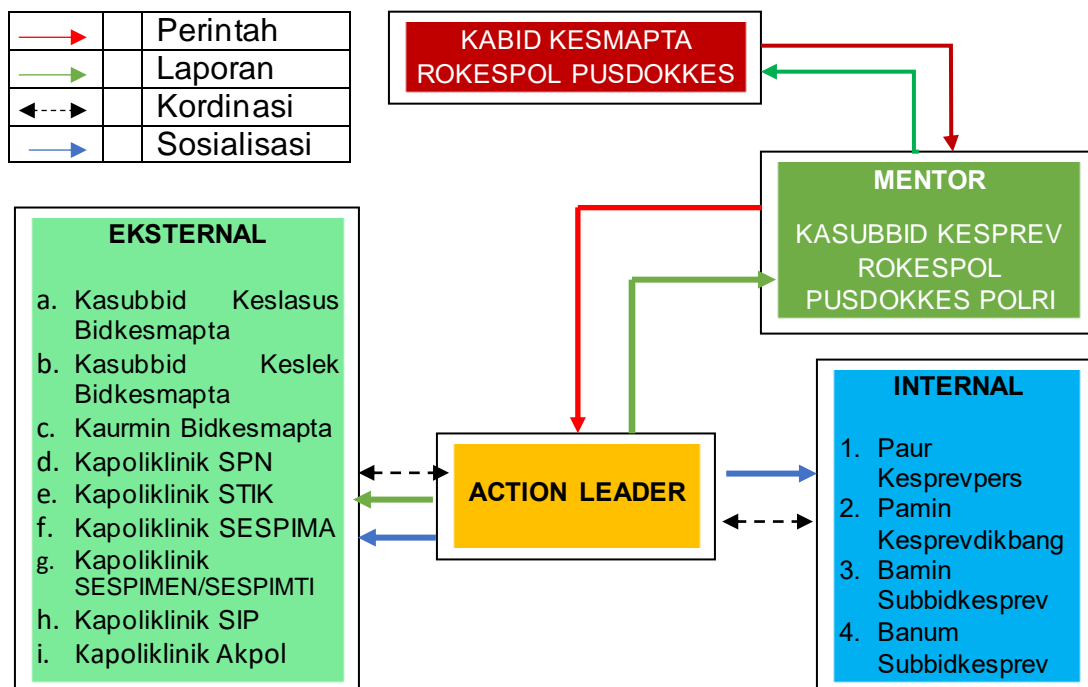 Perintah
Laporan
Kordinasi
Sosialisasi
KABID KESMAPTA
ROKESPOL PUSDOKKES
MENTOR
KASUBBID KESPREV
ROKESPOL
PUSDOKKES POLRI
EKSTERNAL
a. Kasubbid Keslasus
Bidkesmapta
b. Kasubbid Keslek
Bidkesmapta
c. Kaurmin Bidkesmapta
d. Kapoliklinik SPN
e. Kapoliklinik STIK
f. Kapoliklinik SESPIMA
g. Kapoliklinik
SESPIMEN/SESPIMTI
h. Kapoliklinik SIP
i. Kapoliklinik Akpol
ACTION LEADER
INTERNAL
1. Paur
Kesprevpers
2. Pamin
Kesprevdikbang
3. Bamin
Subbidkesprev
4. Banum
Subbidkesprev